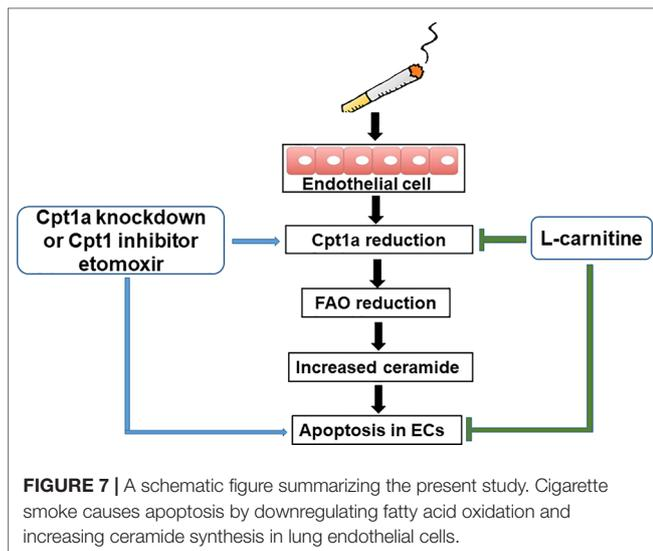 Endothelial cell
Cpt1a knockdown
or Cpt1 inhibitor
etomoxir
Cpt1a reduction
L-carnitine
FAO reduction
Increased ceramide
Apoptosis in ECs
FIGURE 7 | A schematic figure summarizing the present study. Cigarette
smoke causes apoptosis by downregulating fatty acid oxidation and
increasing ceramide synthesis in lung endothelial cells.